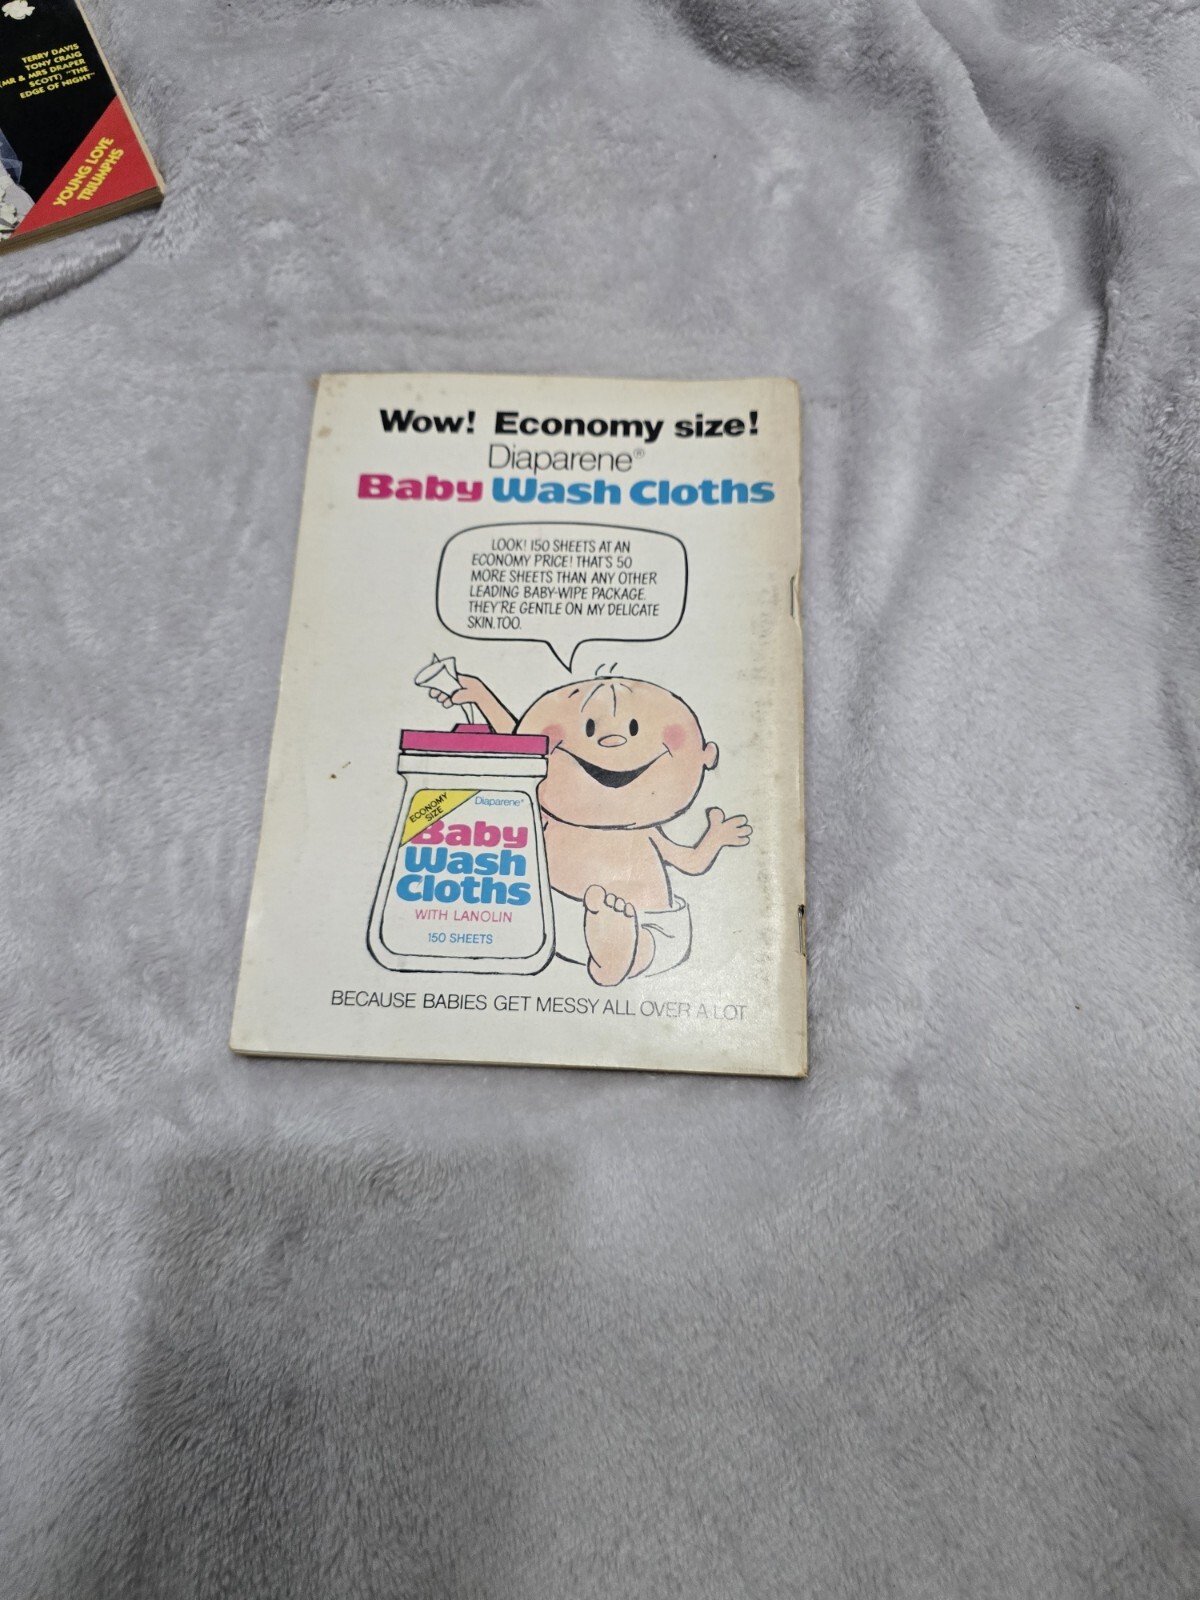 TERRY DAVIS
TONY CRAIG
(MR & MRS DRAPER
SCOTT) "THE
EDGE OF NIGHT"
YOUNG LOVE
TRIUMPHS
Wow! Economy size!
Diaparene®
Baby Wash Cloths
LOOK! 150 SHEETS AT AN
ECONOMY PRICE! THAT'S 50
MORE SHEETS THAN ANY OTHER
LEADING BABY-WIPE PACKAGE.
THEY'RE GENTLE ON MY DELICATE
SKIN, TOO.
ECONOMY
SIZE
Diaparene®
Baby
Wash
Cloths
WITH LANOLIN
150 SHEETS
BECAUSE BABIES GET MESSY ALL OVER A LOT